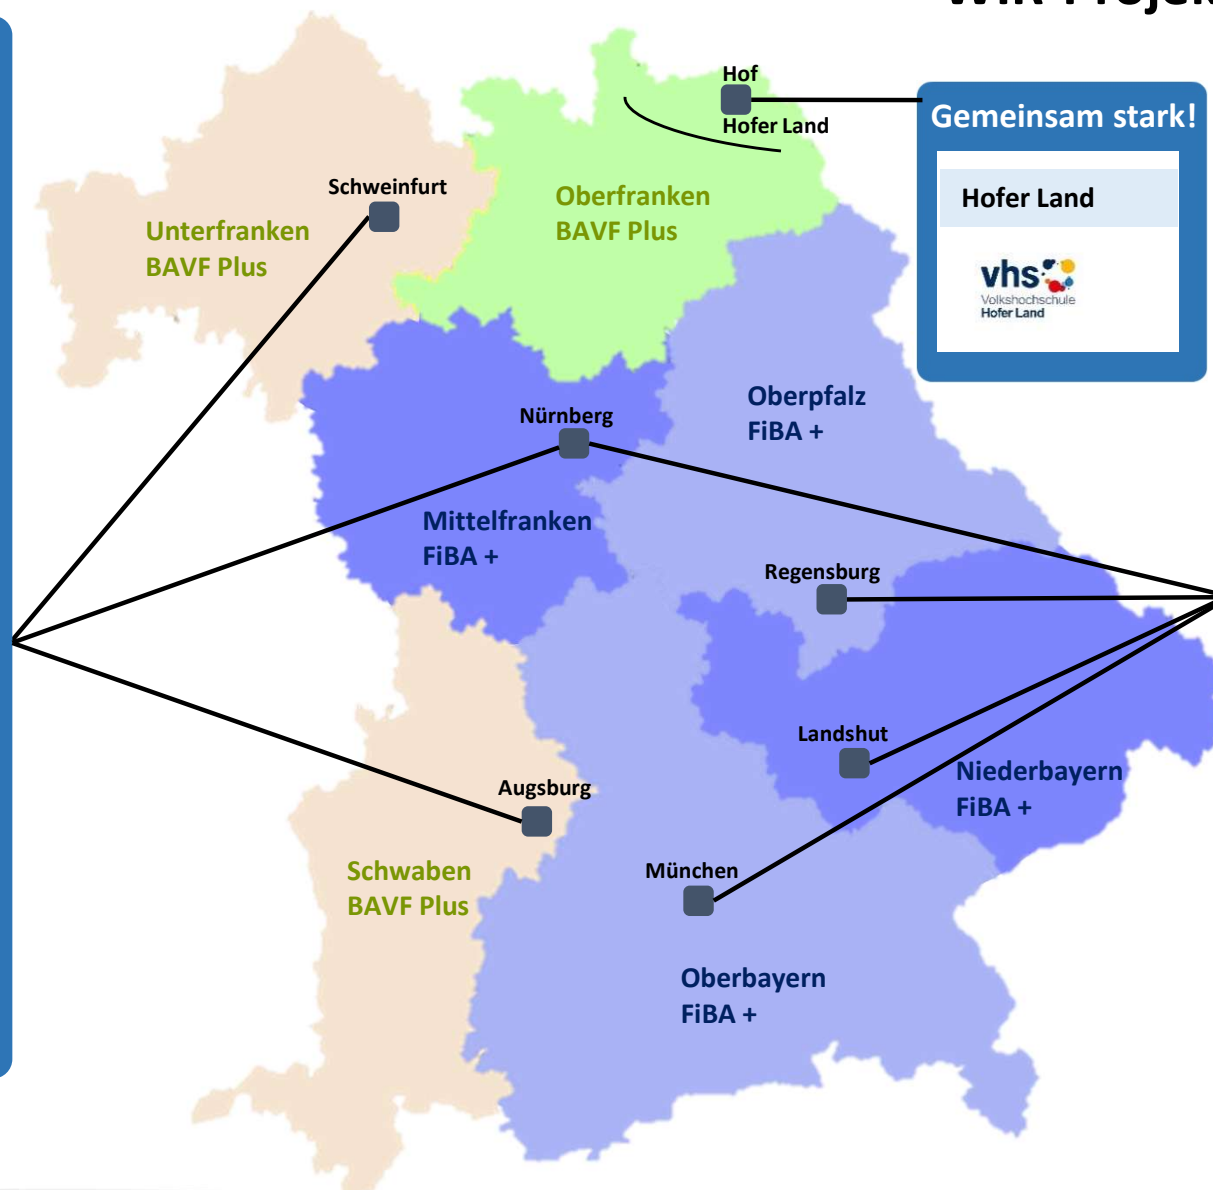 Hof
Hofer Land
Gemeinsam stark!
Hofer Land
vhs
Volkshochschule
Hofer Land
Schweinfurt
Unterfranken
BAVF Plus
Oberfranken
BAVF Plus
Oberpfalz
FiBA +
Nürnberg
Mittelfranken
FiBA +
Regensburg
Landshut
Niederbayern
FiBA +
Augsburg
Schwaben
BAVF Plus
München
Oberbayern
FiBA +